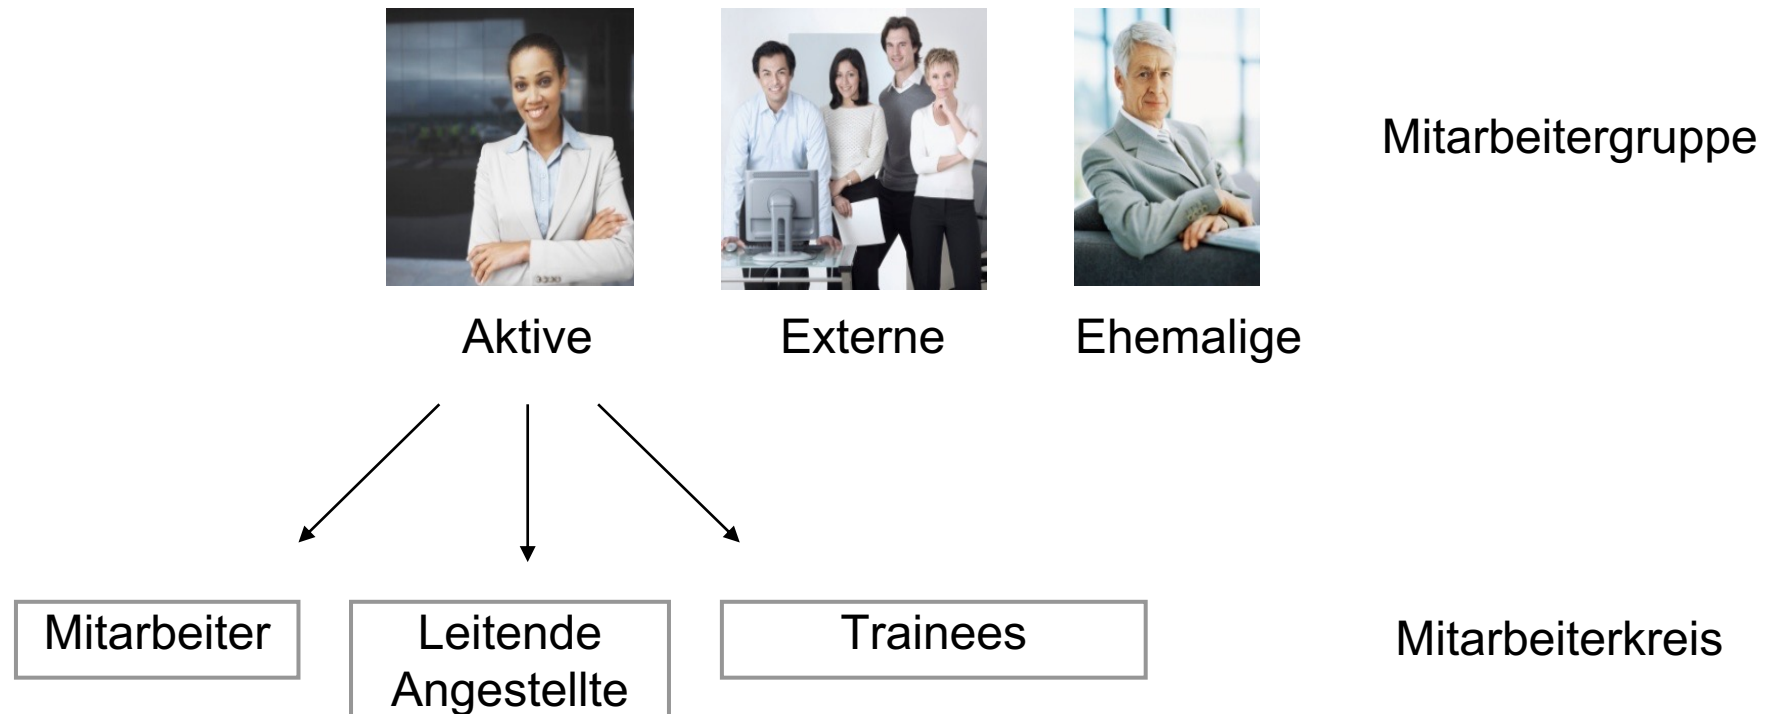 Mitarbeitergruppe
Aktive
Externe
Ehemalige
Mitarbeiter
Leitende
Angestellte
Trainees
Mitarbeiterkreis